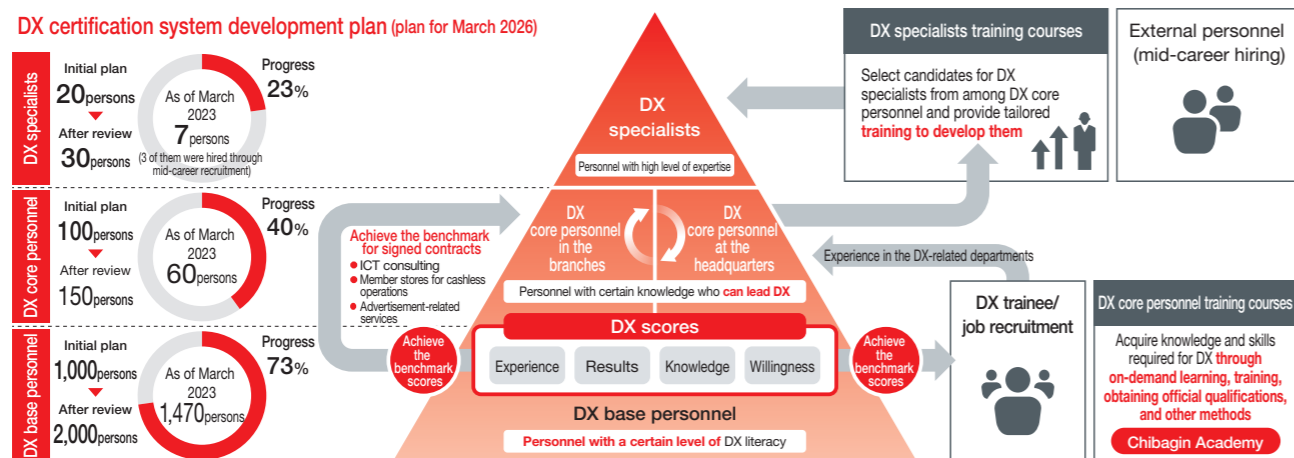 DX certification system development plan (plan for March 2026)
DX specialists
Initial plan
20persons
After review
30persons
As of March
2023
7persons
(3 of them were hired through
mid-career recruitment)
Progress
23%
DX core personnel
Initial plan
100persons
After review
150persons
As of March
2023
60persons
Progress
40%
DX base personnel
Initial plan
1,000persons
After review
2,000persons
As of March
2023
1,470persons
Progress
73%
Achieve the benchmark
for signed contracts
● ICT consulting
● Member stores for cashless
operations
● Advertisement-related
services
Achieve
the
benchmark
scores
DX
specialists
Personnel with high level of expertise
DX
core personnel
in the
branches
DX
core personnel
at the
headquarters
Personnel with certain knowledge who can lead DX
DX scores
Experience
Results
Knowledge
Willingness
DX base personnel
Personnel with a certain level of DX literacy
Achieve
the
benchmark
scores
DX specialists training courses
Select candidates for DX
specialists from among DX core
personnel and provide tailored
training to develop them
External personnel
(mid-career hiring)
Experience in the DX-related departments
DX trainee/
job recruitment
DX core personnel training courses
Acquire knowledge and skills
required for DX through
on-demand learning, training,
obtaining official qualifications,
and other methods
Chibagin Academy